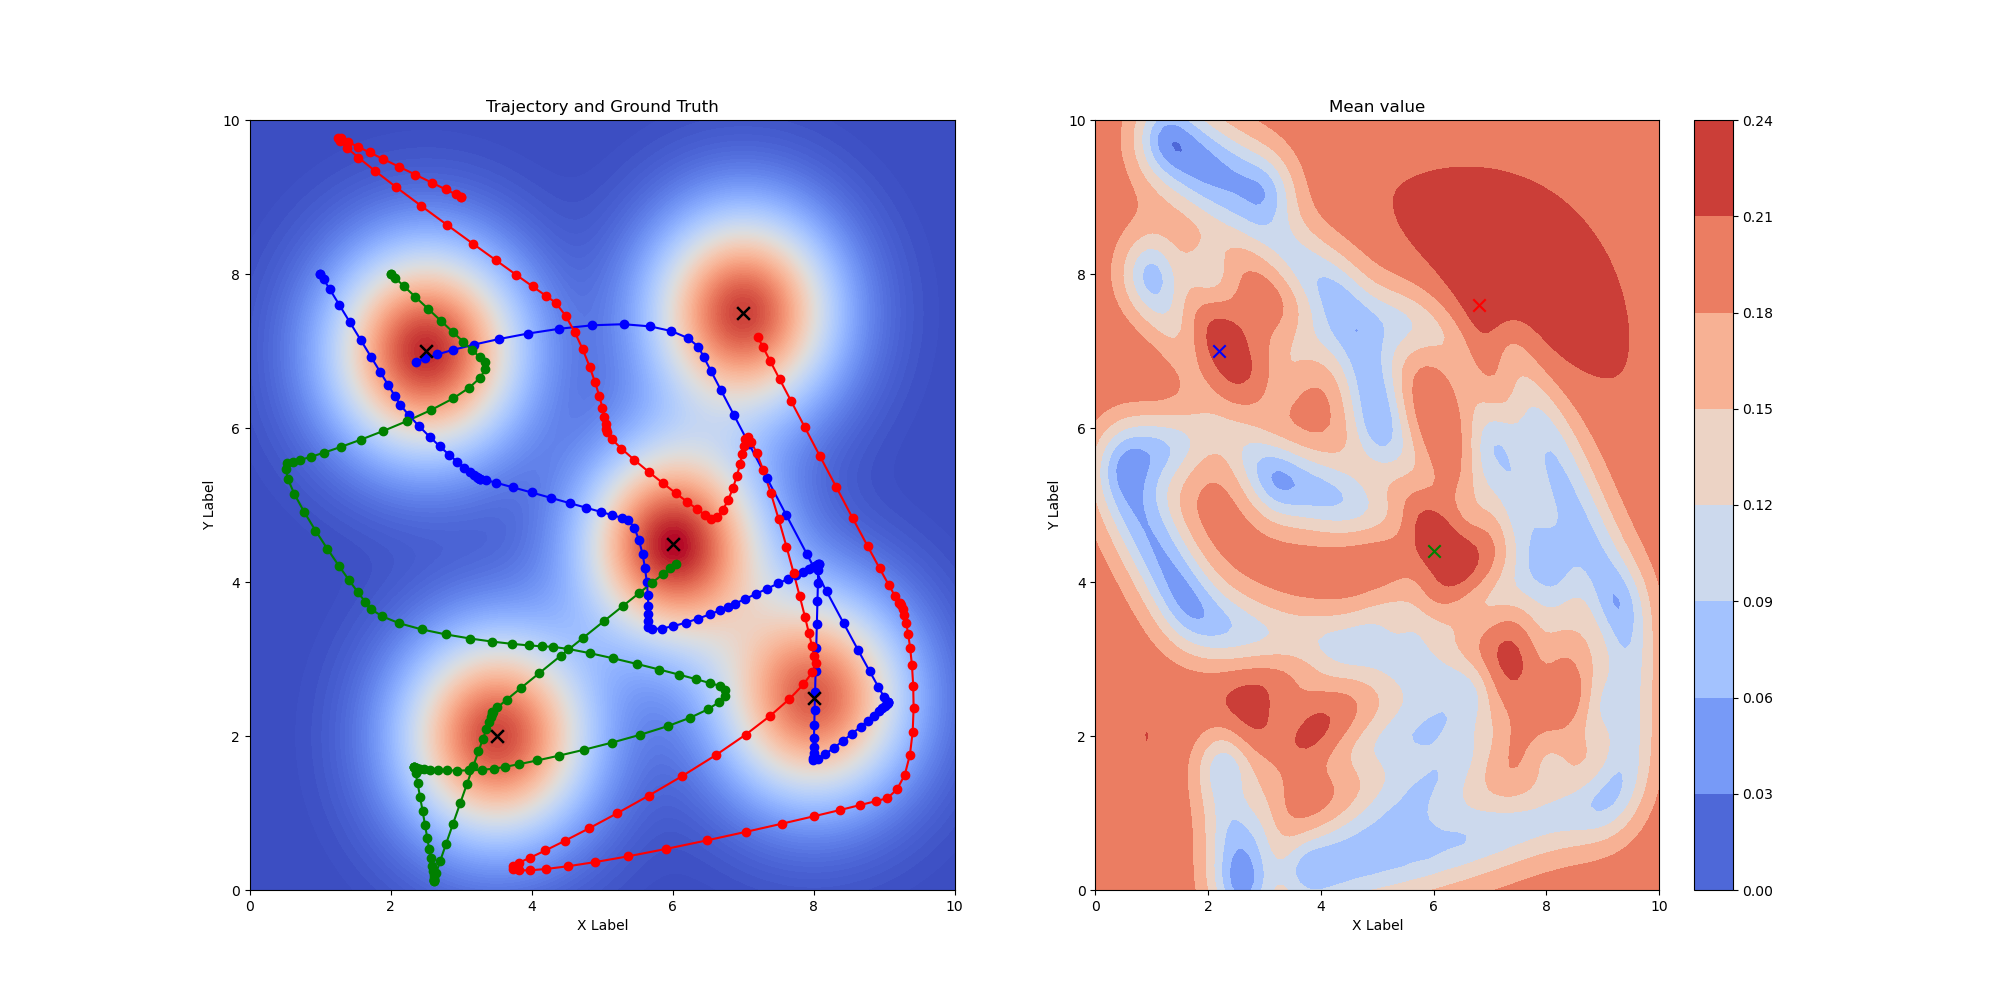 Trajectory and Ground Truth
10
8
6
4
2
0
Y Label
0 2 4 6 8 10
X Label
Mean value
10
8
6
4
2
0
Y Label
0 2 4 6 8 10
X Label
0.24
0.21
0.18
0.15
0.12
0.09
0.06
0.03
0.00